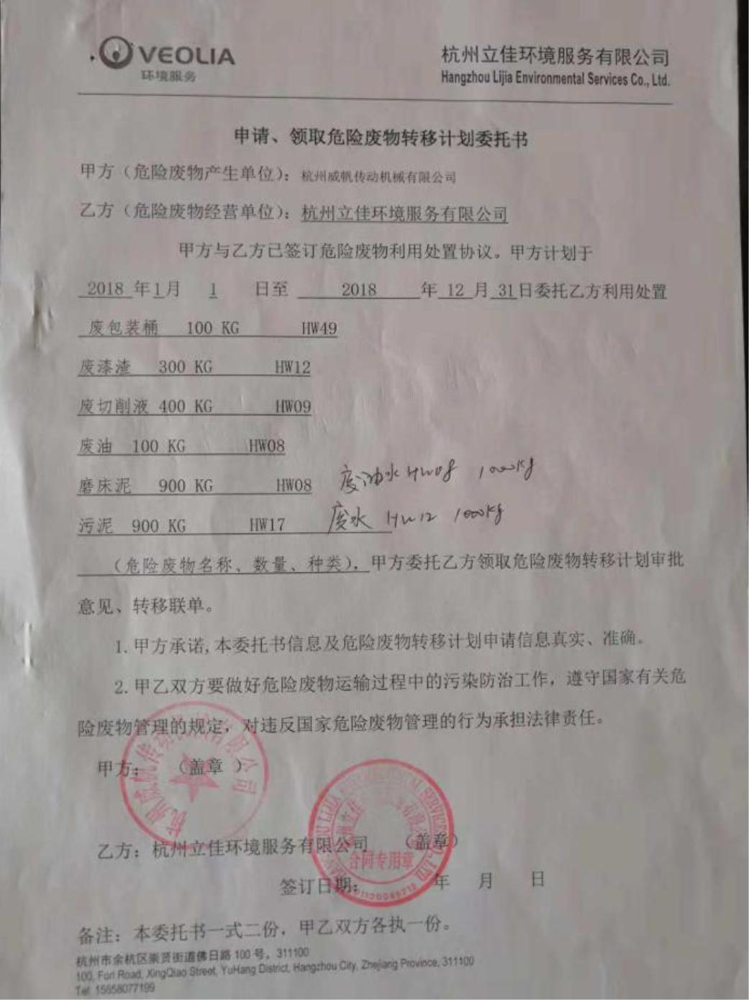 VEOLIA
环境服务
杭州立佳环境服务有限公司
Hangzhou Lijia Environmental Services Co., Ltd.
申请、领取危险废物转移计划委托书
甲方（危险废物产生单位）：杭州威帆传动机械有限公司
乙方（危险废物经营单位）：杭州立佳环境服务有限公司
甲方与乙方已签订危险废物利用处置协议。甲方计划于
2018 年1月 1 日至 2018 年 12 月 31日委托乙方利用处置
废包装桶 100 KG HW49
废漆渣 300 KG HW12
废切削液 400 KG HW09
废油 100 KG HW08
磨床泥 900 KG HW08 废油水 HW08 1000kg
污泥 900 KG HW17 废水 HW12 1000kg
（危险废物名称、数量、种类），甲方委托乙方领取危险废物转移计划审批
意见、转移联单。
1.甲方承诺,本委托书信息及危险废物转移计划申请信息真实、准确。
2.甲乙双方要做好危险废物运输过程中的污染防治工作，遵守国家有关危
险废物管理的规定，对违反国家危险废物管理的行为承担法律责任。
甲方： （盖章 ）
杭州威帆传动机械有限公司
乙方：杭州立佳环境服务有限公司 （盖章）
合同专用章
签订日期： 年 月 日
备注：本委托书一式二份，甲乙双方各执一份。
杭州市余杭区崇贤街道佛日路 100 号，311100
100, Fori Road, XingQiao Street, YuHang District, Hangzhou City, Zhejiang Province, 311100
Tel: 15658077199